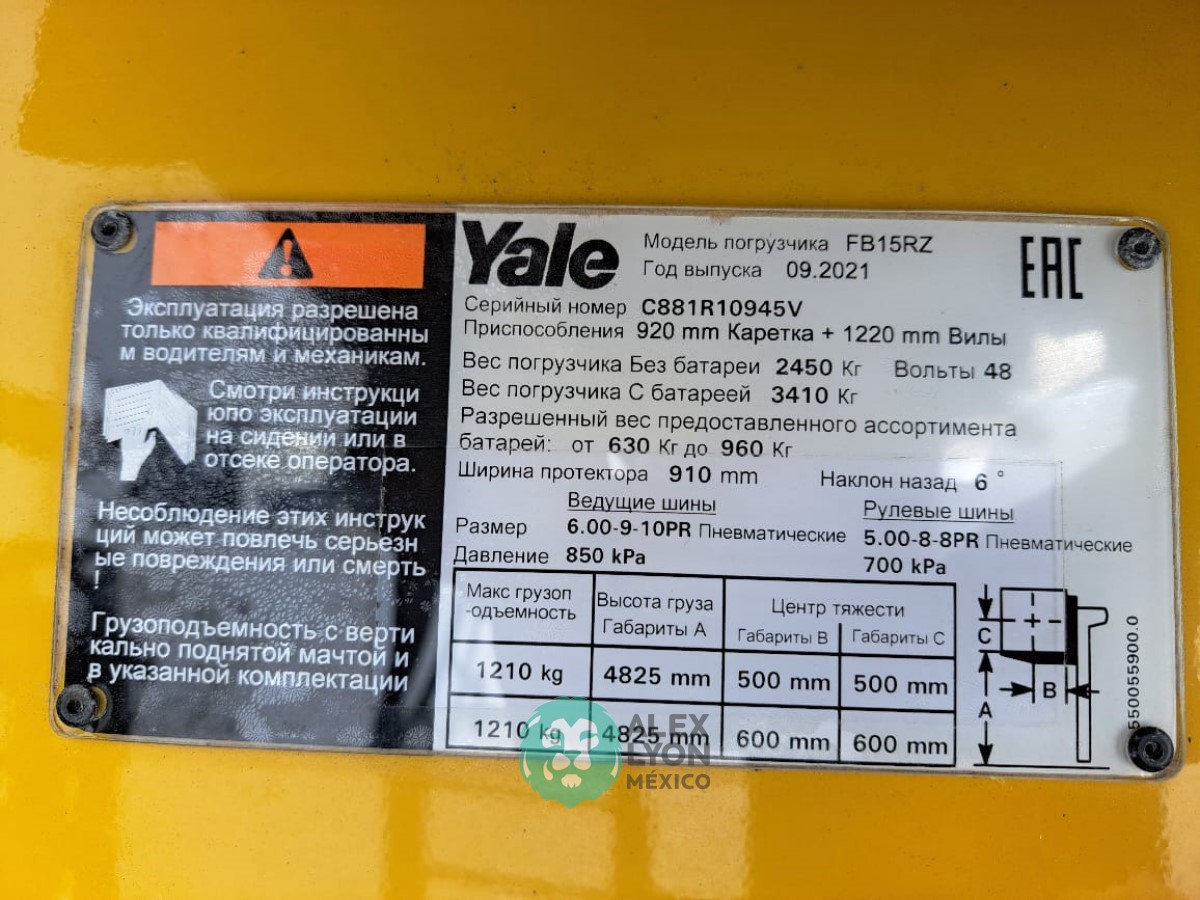 Эксплуатация разрешена
только квалифицированны
м водителям и механикам.
Смотри инструкци
юпо эксплуатации
на сидении или в
отсеке оператора.
Несоблюдение этих инструк
ций может повлечь серьезн
ые повреждения или смерть
!
Грузоподъемность с верти
кально поднятой мачтой и
в указанной комплектации
Yale
Модель погрузчика FB15RZ
Год выпуска 09.2021
EAC
Серийный номер C881R10945V
Приспособления 920 mm Каретка + 1220 mm Вилы
Вес погрузчика Без батареи 2450 Кг Вольты 48
Вес погрузчика С батареей 3410 Кг
Разрешенный вес предоставленного ассортимента
батарей: от 630 Кг до 960 Кг
Ширина протектора 910 mm Наклон назад 6 °
Ведущие шины Рулевые шины
Размер 6.00-9-10PR Пневматические 5.00-8-8PR Пневматические
Давление 850 kPa 700 kPa
Макс грузоп
-одъемность
Высота груза
Габариты A
Центр тяжести
Габариты B Габариты C
1210 kg 4825 mm 500 mm 500 mm
1210 kg 4825 mm 600 mm 600 mm
C
B
A
550055900.0
ALEX
LYON
MÉXICO